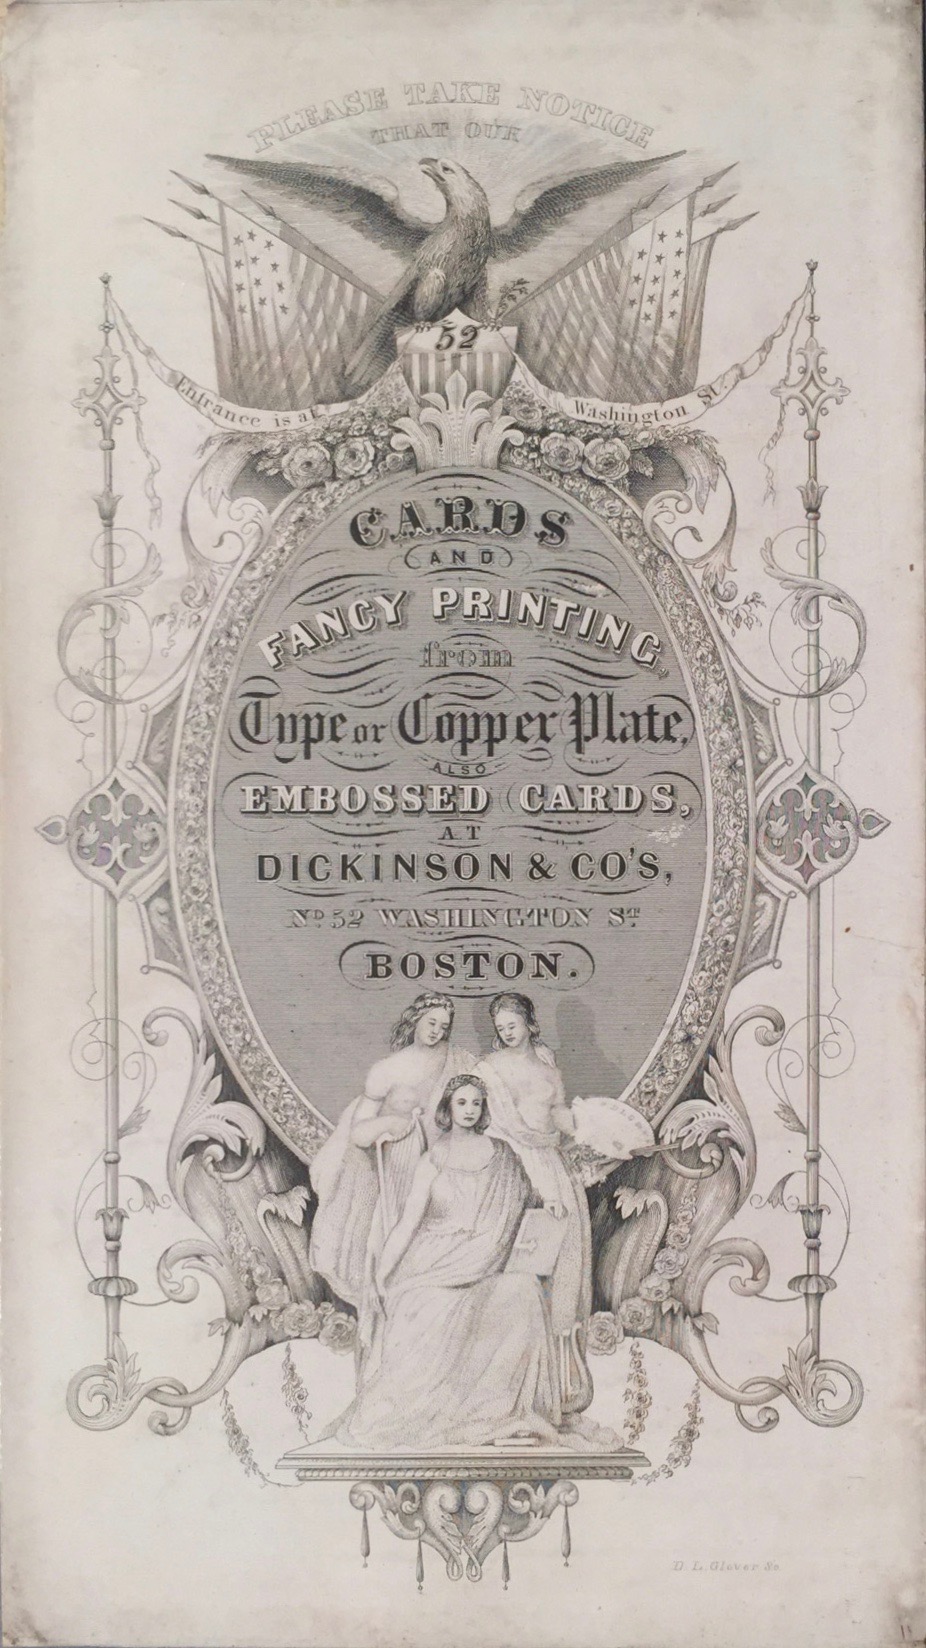 PLEASE TAKE NOTICE
THAT OUR
52
Entrance is at
Washington St.
CARDS
AND
FANCY PRINTING,
from
Type or Copper Plate,
ALSO
EMBOSSED CARDS,
AT
DICKINSON & CO'S,
No 52 WASHINGTON ST
BOSTON.
D. L. Glover Sc